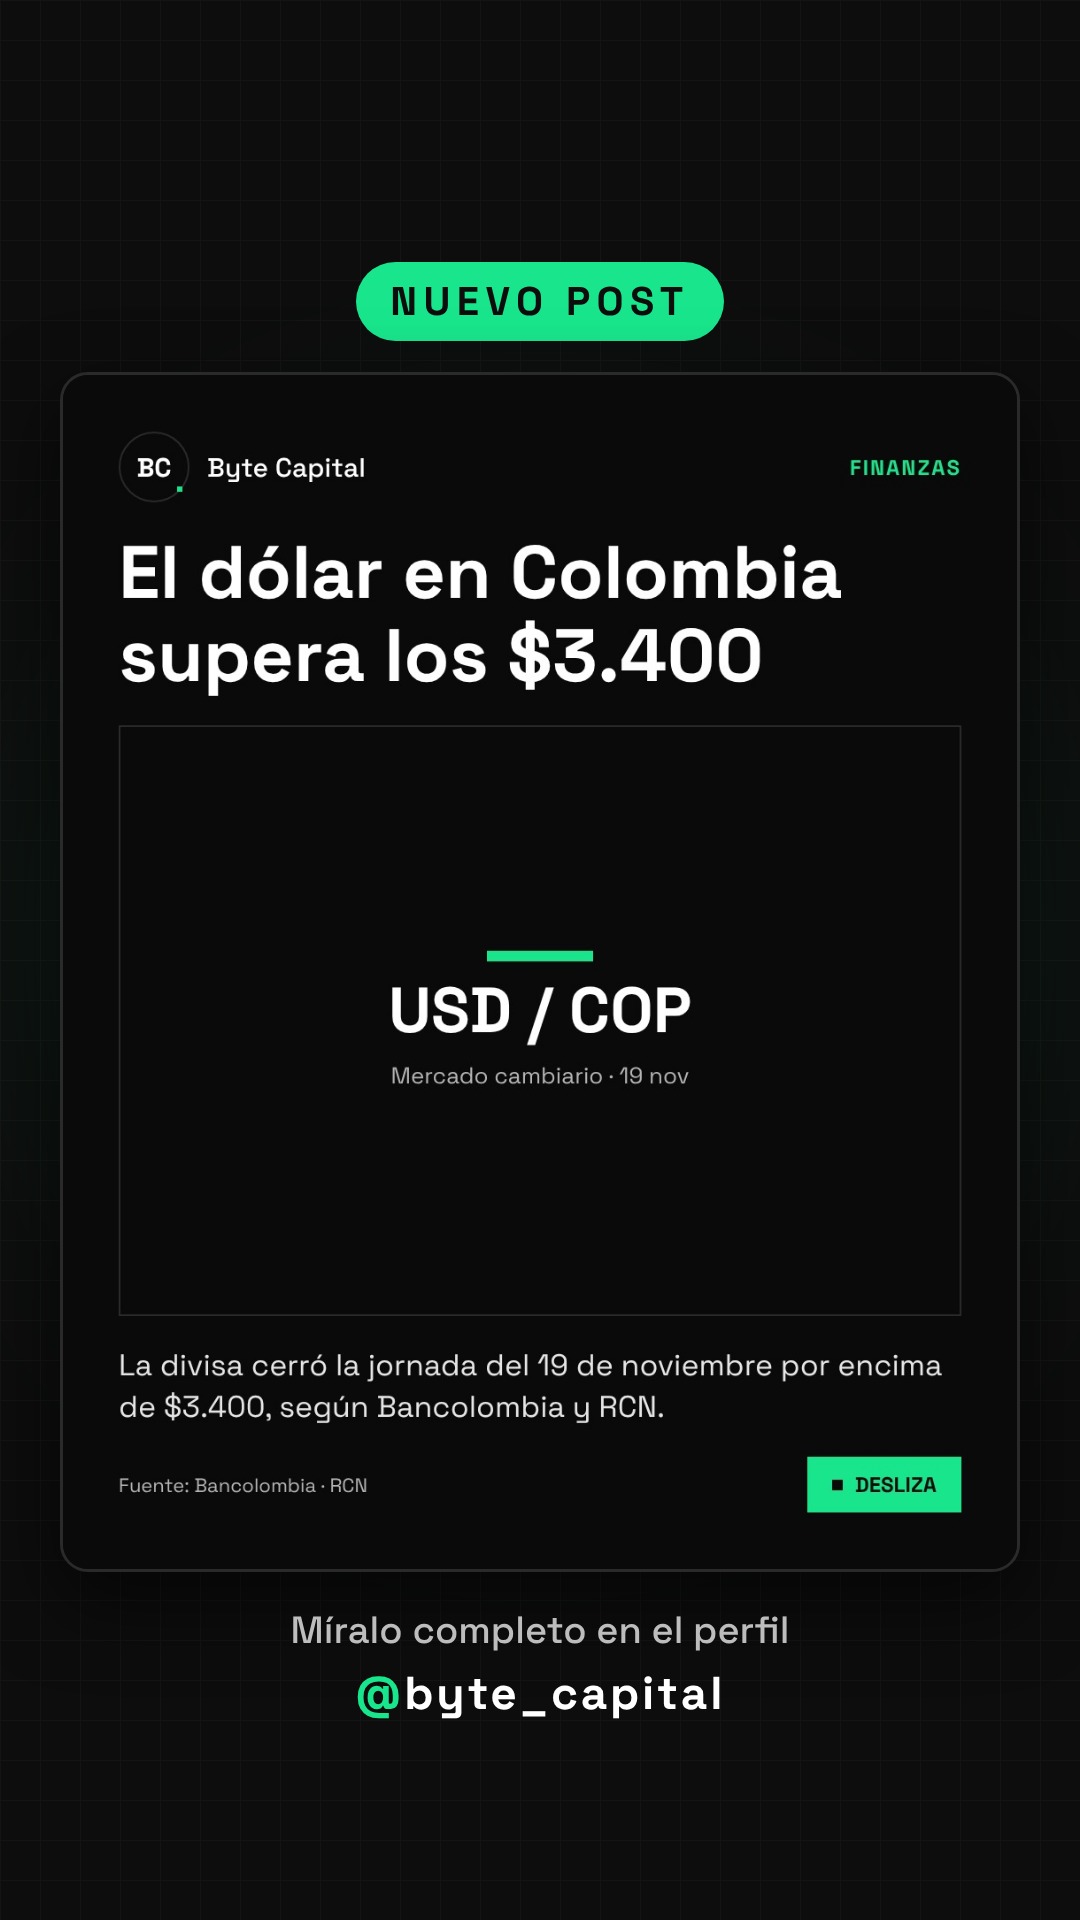 NUEVO POST
BC
Byte Capital
FINANZAS
El dólar en Colombia
supera los $3.400
USD / COP
Mercado cambiario · 19 nov
La divisa cerró la jornada del 19 de noviembre por encima
de $3.400, según Bancolombia y RCN.
Fuente: Bancolombia · RCN
DESLIZA
Míralo completo en el perfil
@byte_capital